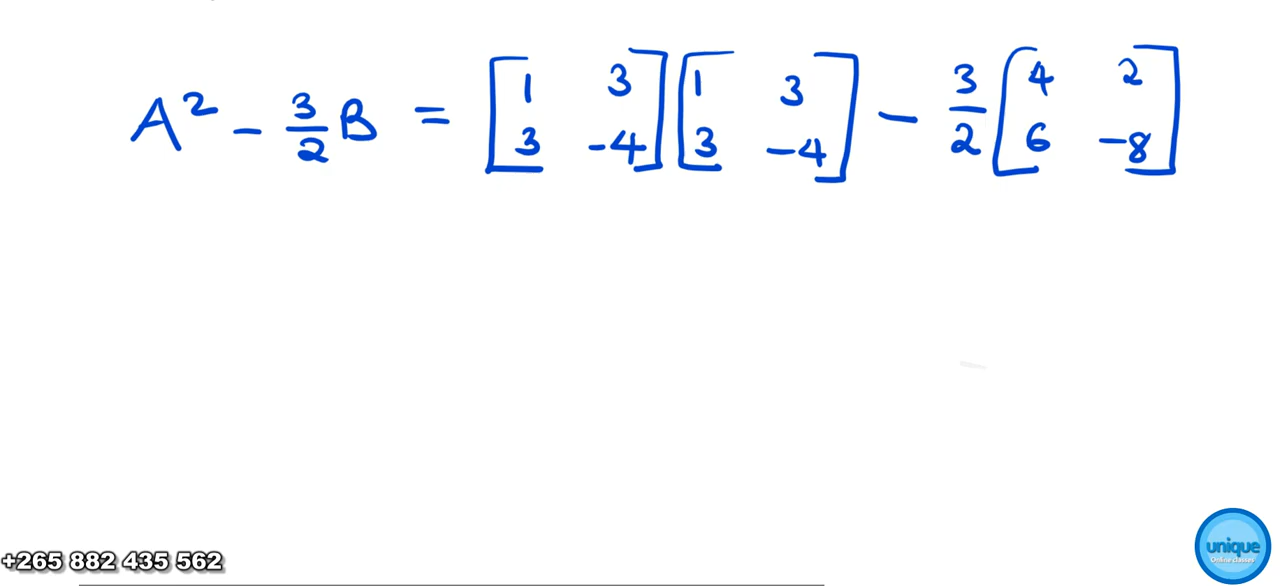 A² - 3/2 B = [1 3; 3 -4] [1 3; 3 -4] - 3/2 [4 2; 6 -8]
+265 882 435 562
unique
Online classes